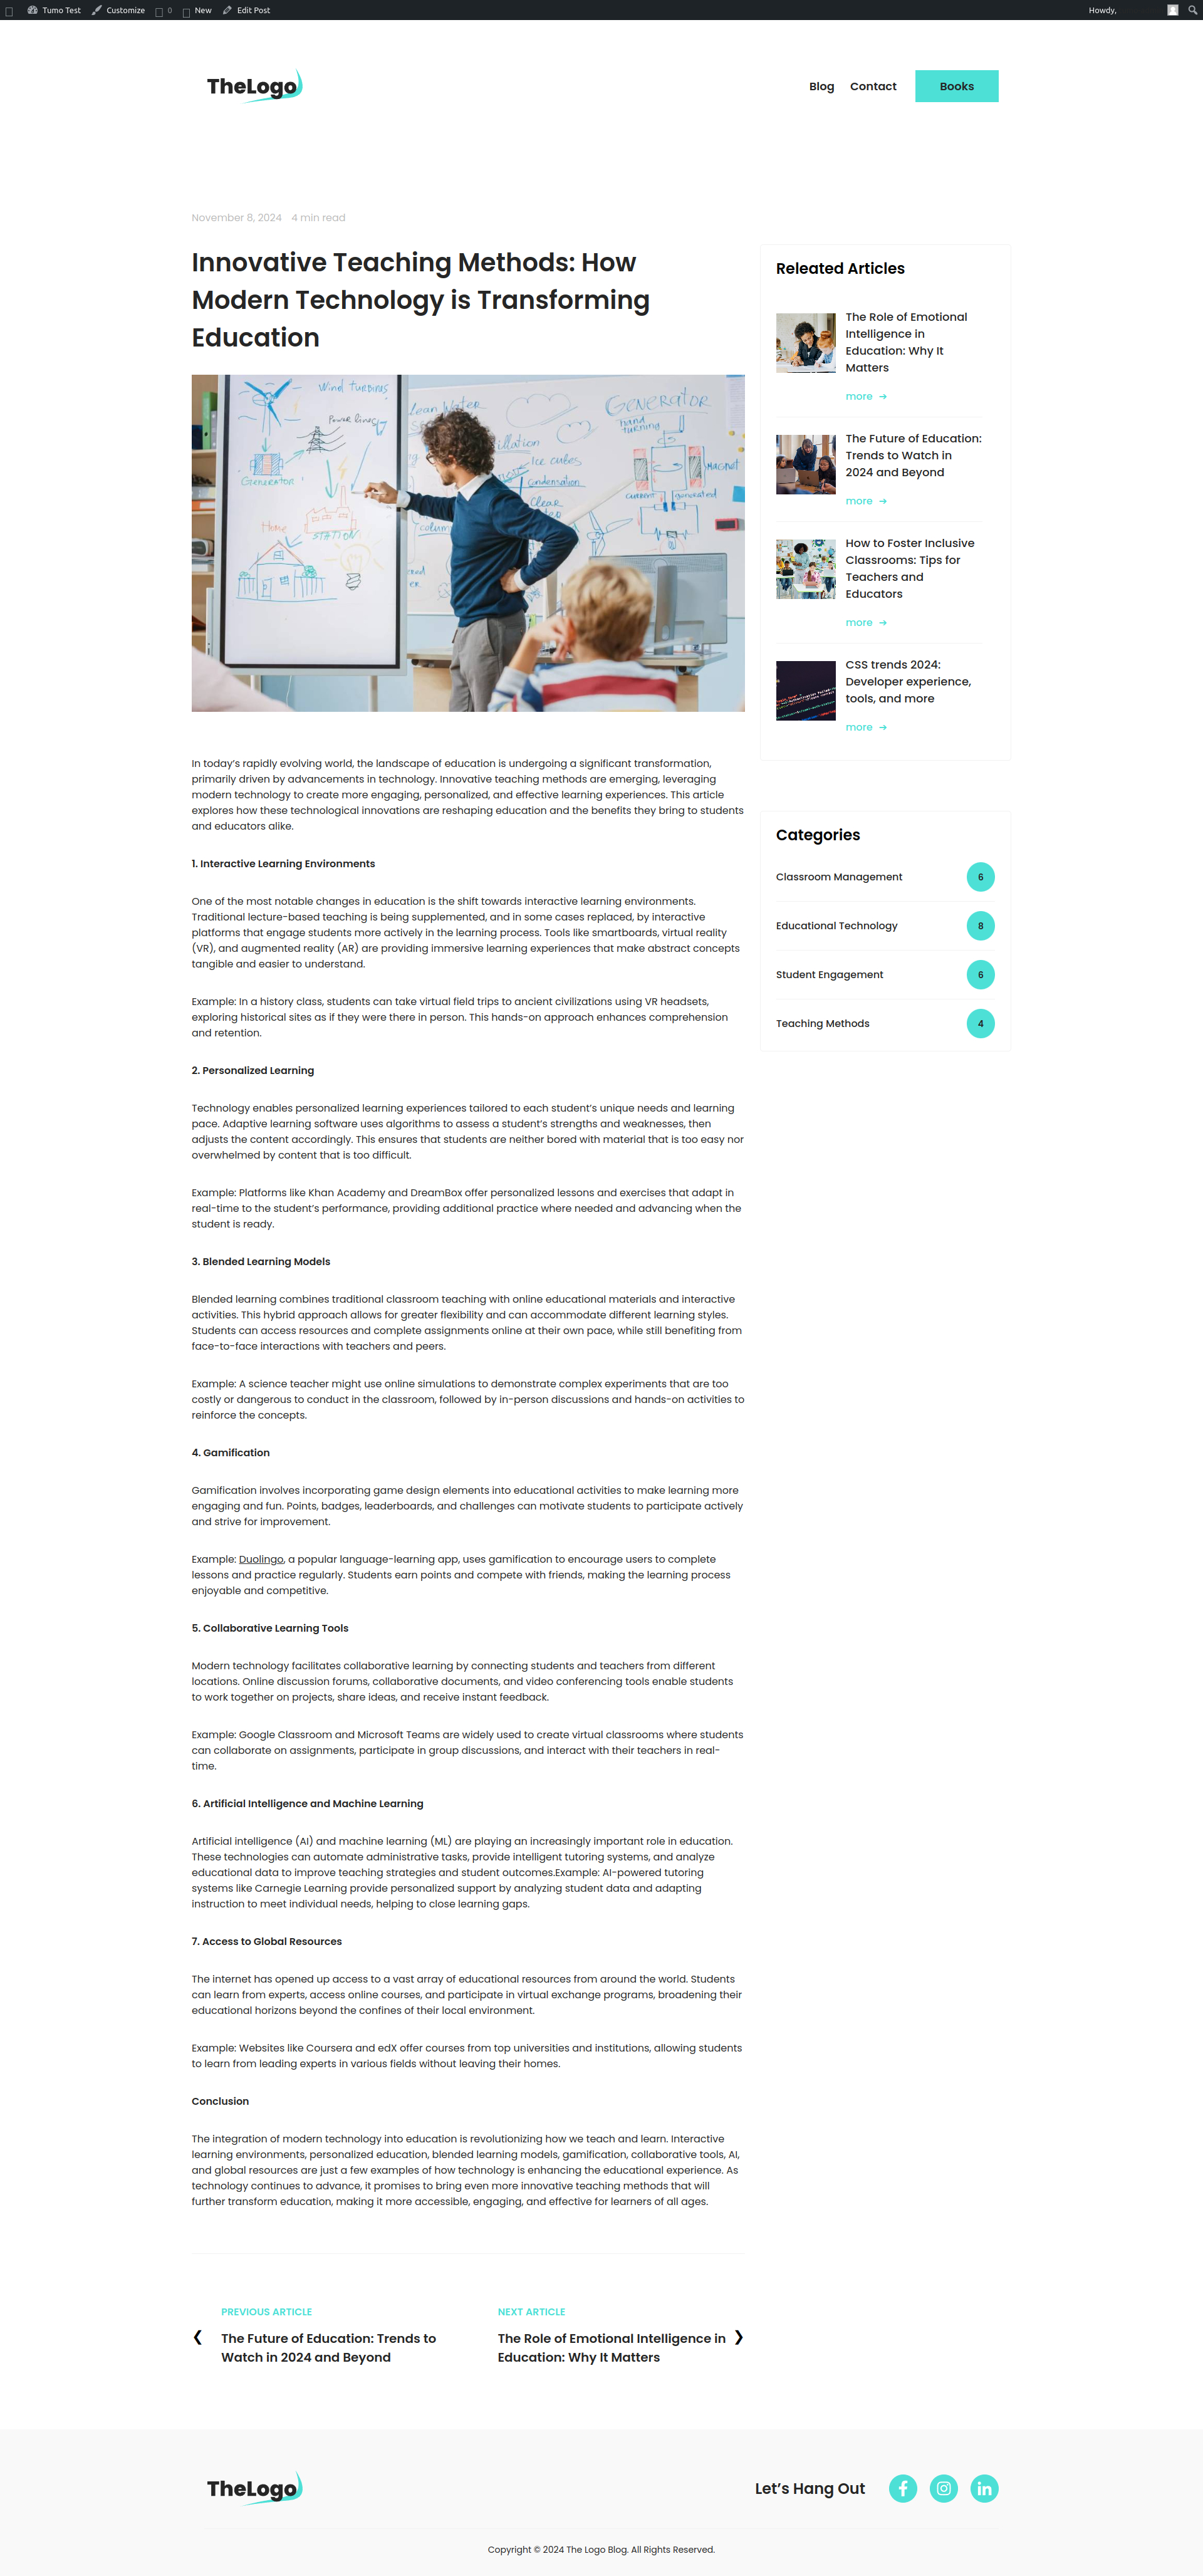 Tumo Test Customize 0 New Edit Post Howdy,
TheLogo
Blog Contact Books
November 8, 2024 4 min read
Innovative Teaching Methods: How
Modern Technology is Transforming
Education
Wind Turbines
Power lines
Generator
Home
STATION
Clean Water
Ice cubes
Condensation
Clear
GENERATOR
hand
turning
MAGNET
current generated
In today’s rapidly evolving world, the landscape of education is undergoing a significant transformation,
primarily driven by advancements in technology. Innovative teaching methods are emerging, leveraging
modern technology to create more engaging, personalized, and effective learning experiences. This article
explores how these technological innovations are reshaping education and the benefits they bring to students
and educators alike.
1. Interactive Learning Environments
One of the most notable changes in education is the shift towards interactive learning environments.
Traditional lecture-based teaching is being supplemented, and in some cases replaced, by interactive
platforms that engage students more actively in the learning process. Tools like smartboards, virtual reality
(VR), and augmented reality (AR) are providing immersive learning experiences that make abstract concepts
tangible and easier to understand.
Example: In a history class, students can take virtual field trips to ancient civilizations using VR headsets,
exploring historical sites as if they were there in person. This hands-on approach enhances comprehension
and retention.
2. Personalized Learning
Technology enables personalized learning experiences tailored to each student’s unique needs and learning
pace. Adaptive learning software uses algorithms to assess a student’s strengths and weaknesses, then
adjusts the content accordingly. This ensures that students are neither bored with material that is too easy nor
overwhelmed by content that is too difficult.
Example: Platforms like Khan Academy and DreamBox offer personalized lessons and exercises that adapt in
real-time to the student’s performance, providing additional practice where needed and advancing when the
student is ready.
3. Blended Learning Models
Blended learning combines traditional classroom teaching with online educational materials and interactive
activities. This hybrid approach allows for greater flexibility and can accommodate different learning styles.
Students can access resources and complete assignments online at their own pace, while still benefiting from
face-to-face interactions with teachers and peers.
Example: A science teacher might use online simulations to demonstrate complex experiments that are too
costly or dangerous to conduct in the classroom, followed by in-person discussions and hands-on activities to
reinforce the concepts.
4. Gamification
Gamification involves incorporating game design elements into educational activities to make learning more
engaging and fun. Points, badges, leaderboards, and challenges can motivate students to participate actively
and strive for improvement.
Example: Duolingo, a popular language-learning app, uses gamification to encourage users to complete
lessons and practice regularly. Students earn points and compete with friends, making the learning process
enjoyable and competitive.
5. Collaborative Learning Tools
Modern technology facilitates collaborative learning by connecting students and teachers from different
locations. Online discussion forums, collaborative documents, and video conferencing tools enable students
to work together on projects, share ideas, and receive instant feedback.
Example: Google Classroom and Microsoft Teams are widely used to create virtual classrooms where students
can collaborate on assignments, participate in group discussions, and interact with their teachers in real-
time.
6. Artificial Intelligence and Machine Learning
Artificial intelligence (AI) and machine learning (ML) are playing an increasingly important role in education.
These technologies can automate administrative tasks, provide intelligent tutoring systems, and analyze
educational data to improve teaching strategies and student outcomes.Example: AI-powered tutoring
systems like Carnegie Learning provide personalized support by analyzing student data and adapting
instruction to meet individual needs, helping to close learning gaps.
7. Access to Global Resources
The internet has opened up access to a vast array of educational resources from around the world. Students
can learn from experts, access online courses, and participate in virtual exchange programs, broadening their
educational horizons beyond the confines of their local environment.
Example: Websites like Coursera and edX offer courses from top universities and institutions, allowing students
to learn from leading experts in various fields without leaving their homes.
Conclusion
The integration of modern technology into education is revolutionizing how we teach and learn. Interactive
learning environments, personalized education, blended learning models, gamification, collaborative tools, AI,
and global resources are just a few examples of how technology is enhancing the educational experience. As
technology continues to advance, it promises to bring even more innovative teaching methods that will
further transform education, making it more accessible, engaging, and effective for learners of all ages.
Releated Articles
The Role of Emotional
Intelligence in
Education: Why It
Matters
more →
The Future of Education:
Trends to Watch in
2024 and Beyond
more →
How to Foster Inclusive
Classrooms: Tips for
Teachers and
Educators
more →
CSS trends 2024:
Developer experience,
tools, and more
more →
Categories
Classroom Management 6
Educational Technology 8
Student Engagement 6
Teaching Methods 4
PREVIOUS ARTICLE
❮ The Future of Education: Trends to
Watch in 2024 and Beyond
NEXT ARTICLE
The Role of Emotional Intelligence in ❯
Education: Why It Matters
TheLogo
Let’s Hang Out
Copyright © 2024 The Logo Blog. All Rights Reserved.